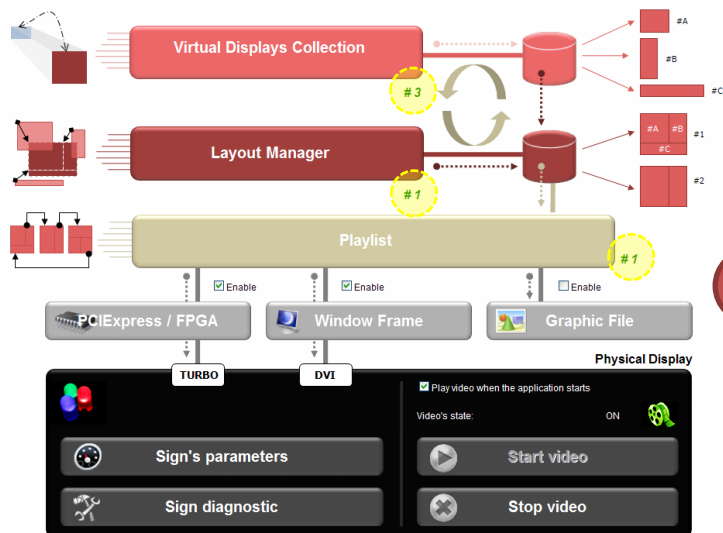 #A
Virtual Displays Collection
#B
# 3
#C
#A #B #1
Layout Manager
#C
#2
# 1
Playlist
# 1
Enable Enable Enable
PCIExpress / FPGA Window Frame Graphic File
Physical Display
TURBO DVI
Play video when the application starts
Video's state: ON
Sign's parameters Start video
Sign diagnostic Stop video